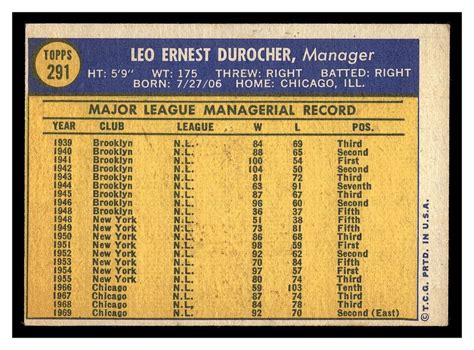 TOPPS
291
LEO ERNEST DUROCHER, Manager
HT: 5'9" WT: 175 THREW: RIGHT BATTED: RIGHT
BORN: 7/27/06 HOME: CHICAGO, ILL.
MAJOR LEAGUE MANAGERIAL RECORD
YEAR CLUB LEAGUE W L POS.
1939 Brooklyn N.L. 84 69 Third
1940 Brooklyn N.L. 88 65 Second
1941 Brooklyn N.L. 100 54 First
1942 Brooklyn N.L. 104 50 Second
1943 Brooklyn N.L. 81 72 Third
1944 Brooklyn N.L. 63 91 Seventh
1945 Brooklyn N.L. 87 67 Third
1946 Brooklyn N.L. 96 60 Second
1948 Brooklyn N.L. 36 37 Fifth
1948 New York N.L. 51 38 Fifth
1949 New York N.L. 73 81 Fifth
1950 New York N.L. 86 68 Third
1951 New York N.L. 98 59 First
1952 New York N.L. 92 62 Second
1953 New York N.L. 70 84 Fifth
1954 New York N.L. 97 57 First
1955 New York N.L. 80 74 Third
1966 Chicago N.L. 59 103 Tenth
1967 Chicago N.L. 87 74 Third
1968 Chicago N.L. 84 78 Third
1969 Chicago N.L. 92 70 Second (East)
© T.C.G. PRTD. IN U.S.A.